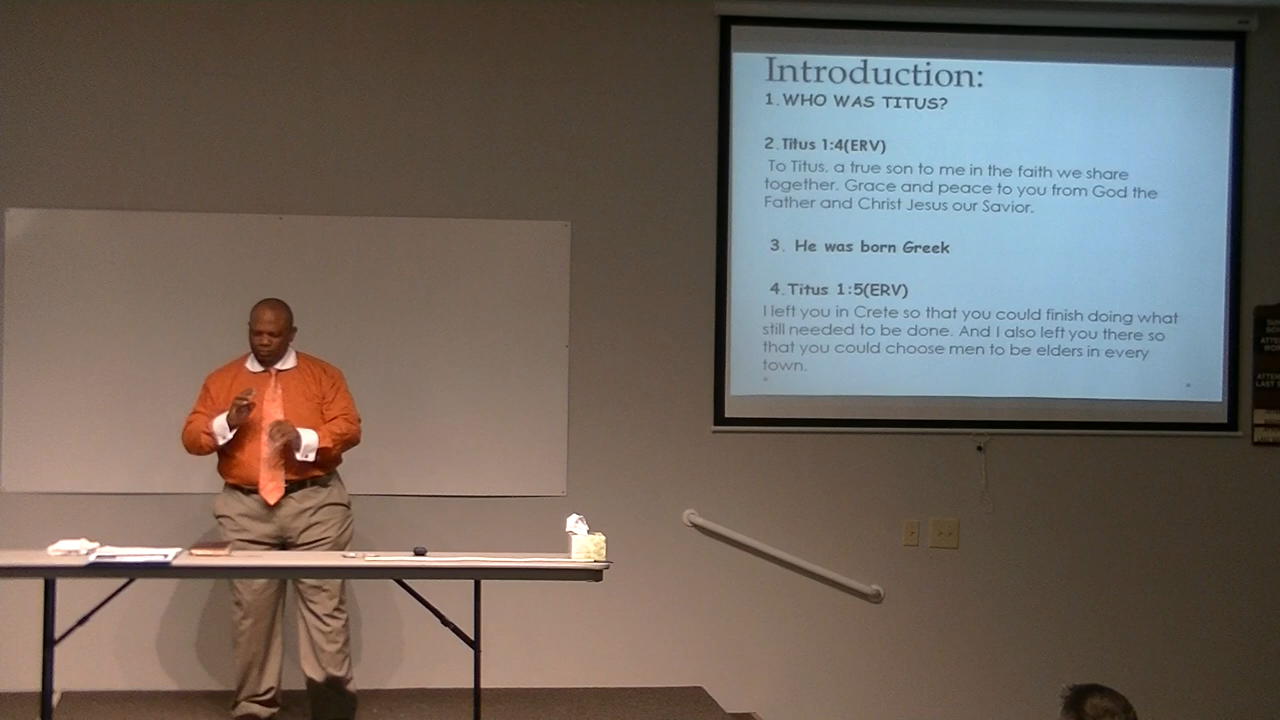 Introduction:
1. WHO WAS TITUS?
2. Titus 1:4(ERV)
To Titus, a true son to me in the faith we share
together. Grace and peace to you from God the
Father and Christ Jesus our Savior.
3. He was born Greek
4. Titus 1:5(ERV)
I left you in Crete so that you could finish doing what
still needed to be done. And I also left you there so
that you could choose men to be elders in every
town.